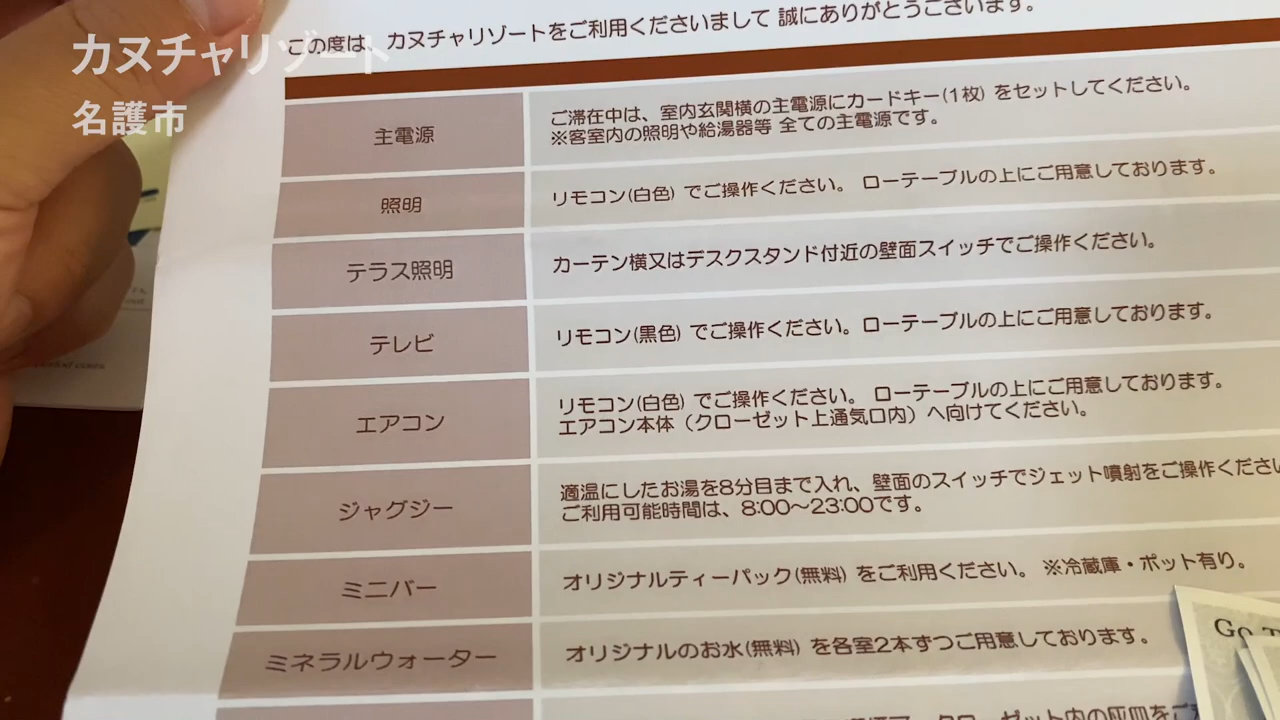 カヌチャリゾート
名護市
この度は、カヌチャリゾートをご利用くださいまして 誠にありがとうございます。
主電源
ご滞在中は、室内玄関横の主電源にカードキー(1枚) をセットしてください。
※客室内の照明や給湯器等 全ての主電源です。
照明
リモコン(白色) でご操作ください。 ローテーブルの上にご用意しております。
テラス照明
カーテン横又はデスクスタンド付近の壁面スイッチでご操作ください。
テレビ
リモコン(黒色) でご操作ください。ローテーブルの上にご用意しております。
エアコン
リモコン(白色) でご操作ください。 ローテーブルの上にご用意しております。
エアコン本体（クローゼット上通気口内）へ向けてください。
ジャグジー
適温にしたお湯を8分目まで入れ、壁面のスイッチでジェット噴射をご操作くださ
ご利用可能時間は、8:00～23:00です。
ミニバー
オリジナルティーパック(無料) をご利用ください。 ※冷蔵庫・ポット有り。
ミネラルウォーター
オリジナルのお水(無料) を各室2本ずつご用意しております。
Go